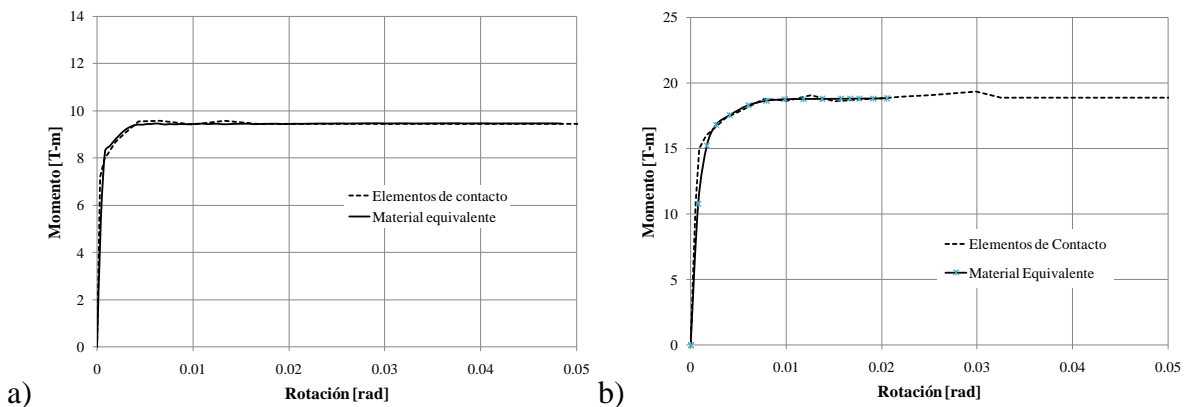 14
12
10
8
6
4
2
0
Momento [T-m]
Elementos de contacto
Material equivalente
0
0.01
0.02
0.03
0.04
0.05
Rotación [rad]
a)
25
20
15
10
5
0
Momento [T-m]
Elementos de Contacto
Material Equivalente
0
0.01
0.02
0.03
0.04
0.05
Rotación [rad]
b)